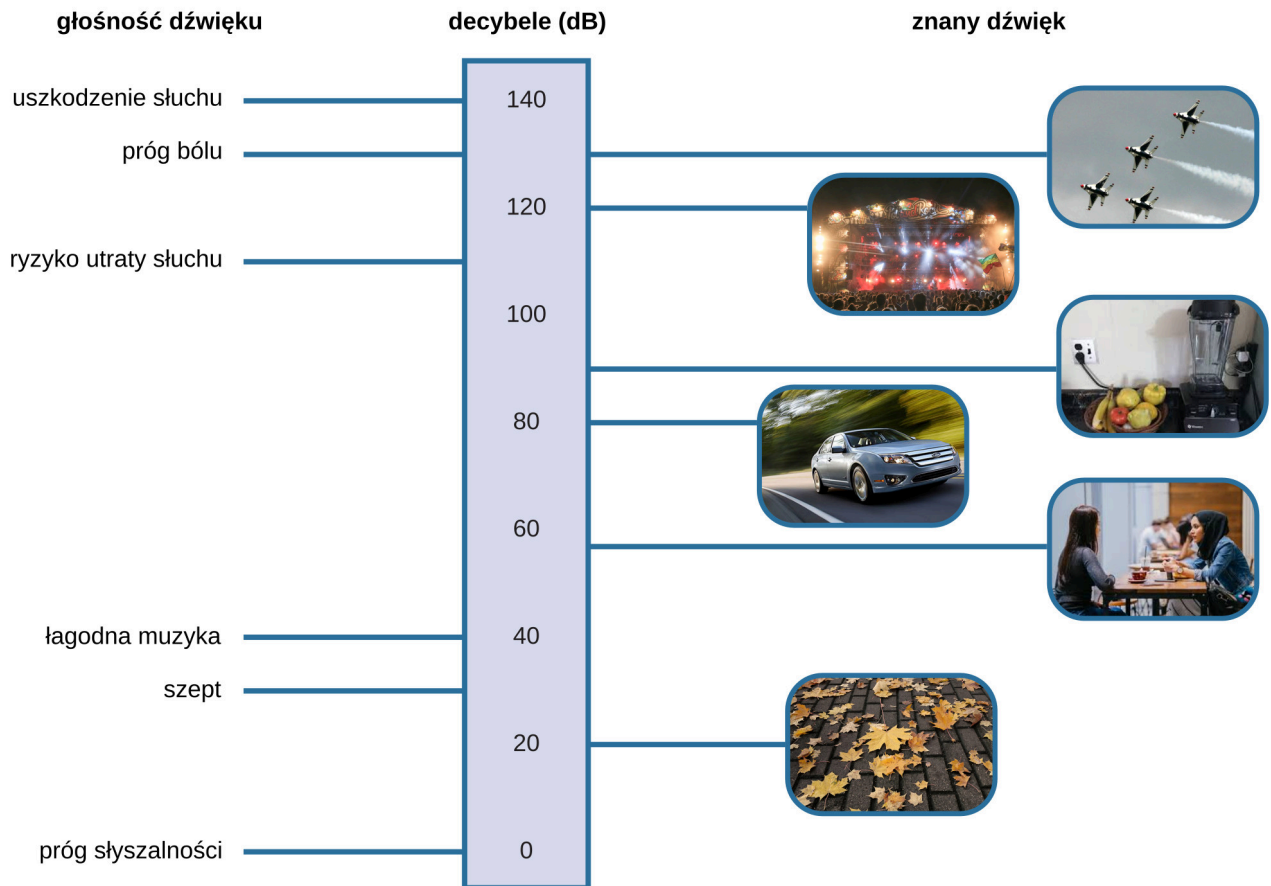 głośność dźwięku
decybele (dB)
znany dźwięk
uszkodzenie słuchu
140
próg bólu
120
ryzyko utraty słuchu
100
80
60
łagodna muzyka
40
szept
20
próg słyszalności
0